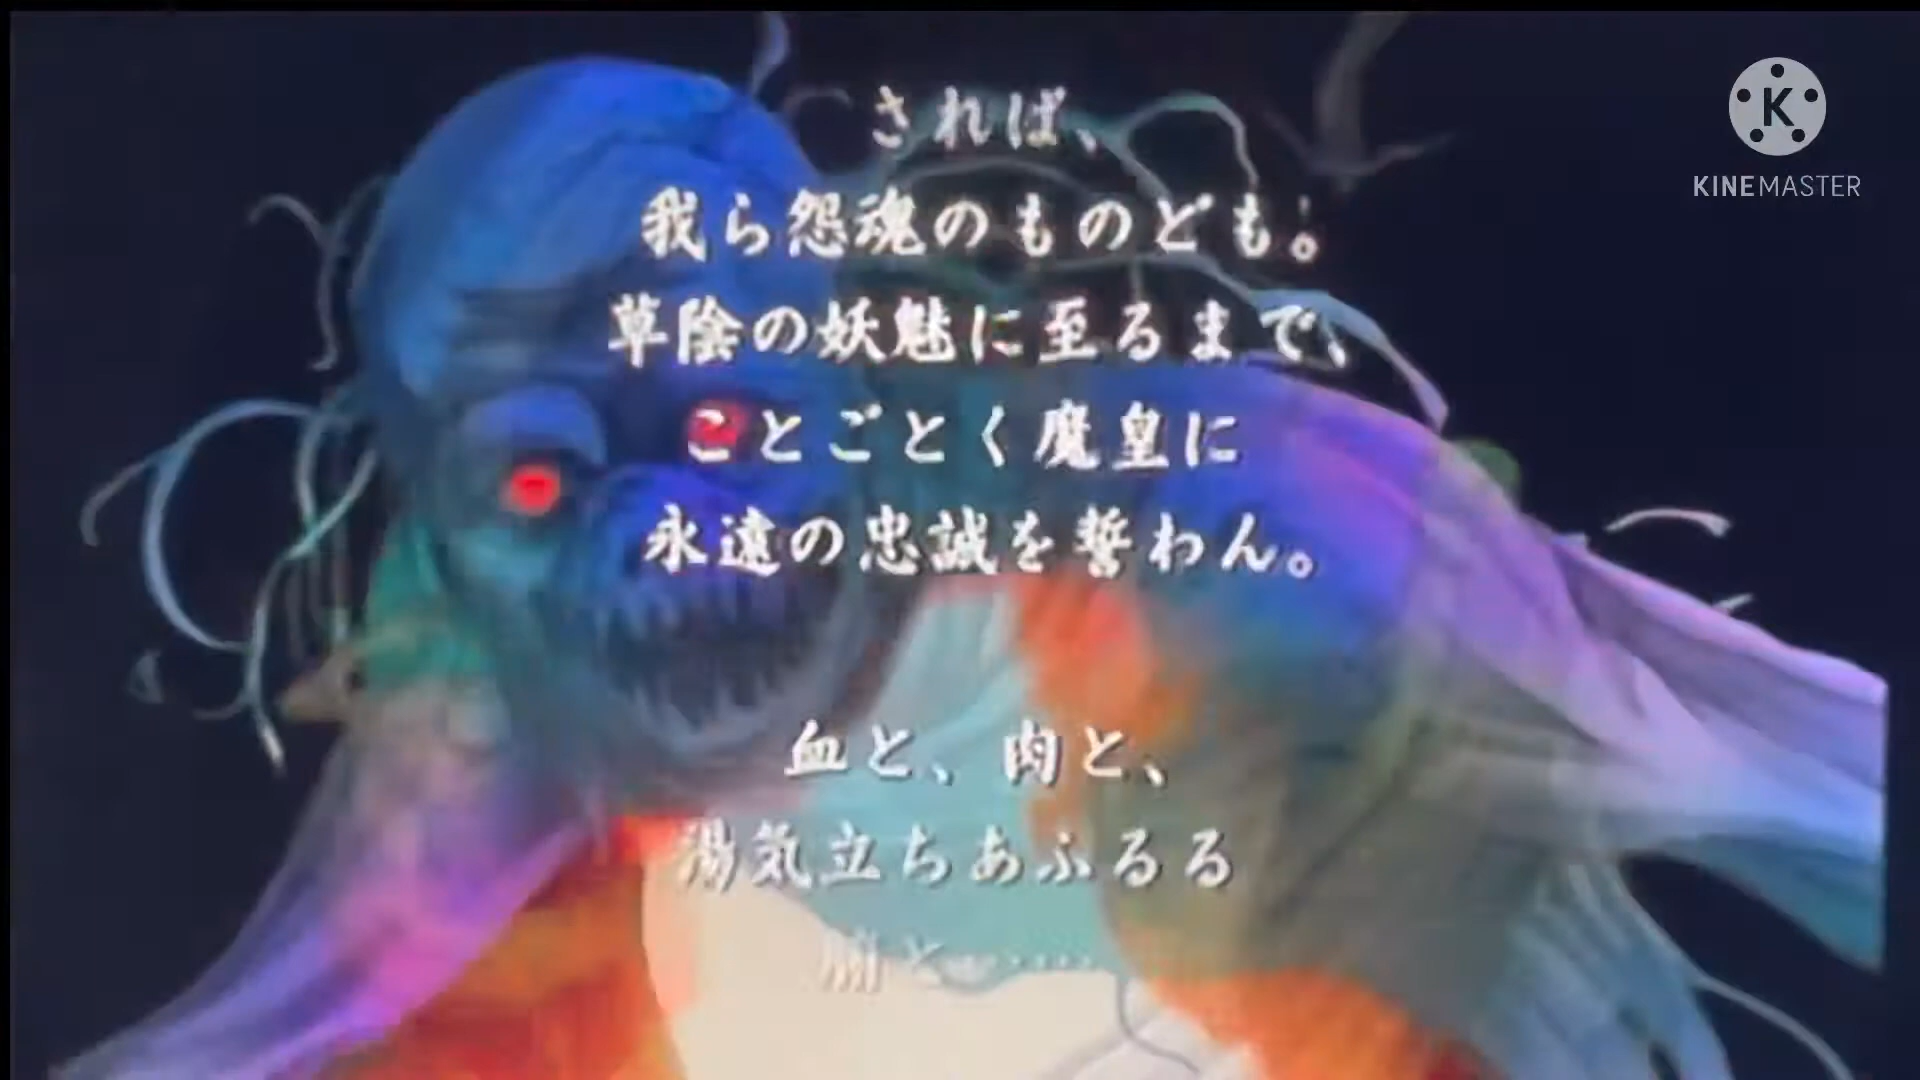 されば、
我ら怨魂のものども。
草陰の妖魅に至るまで、
ことごとく魔皇に
永遠の忠誠を誓わん。
血と、肉と、
湯気立ちあふるる
と……
K
KINEMASTER